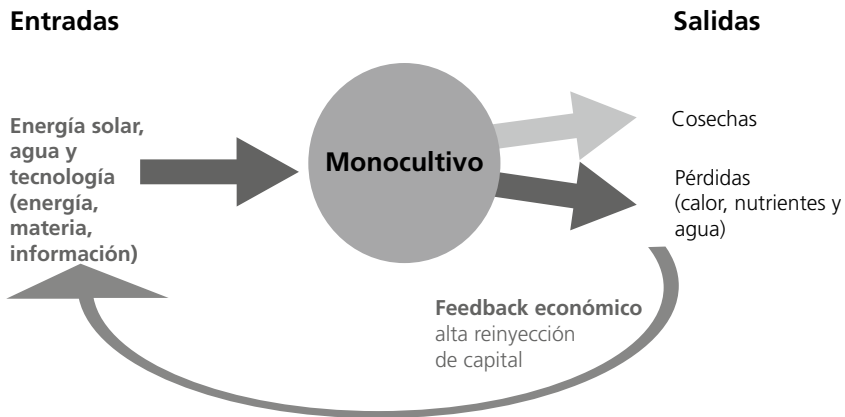 Entradas
Salidas
Energía solar,
agua y
tecnología
(energía,
materia,
información)
Monocultivo
Cosechas
Pérdidas
(calor, nutrientes y
agua)
Feedback económico
alta reinyección
de capital